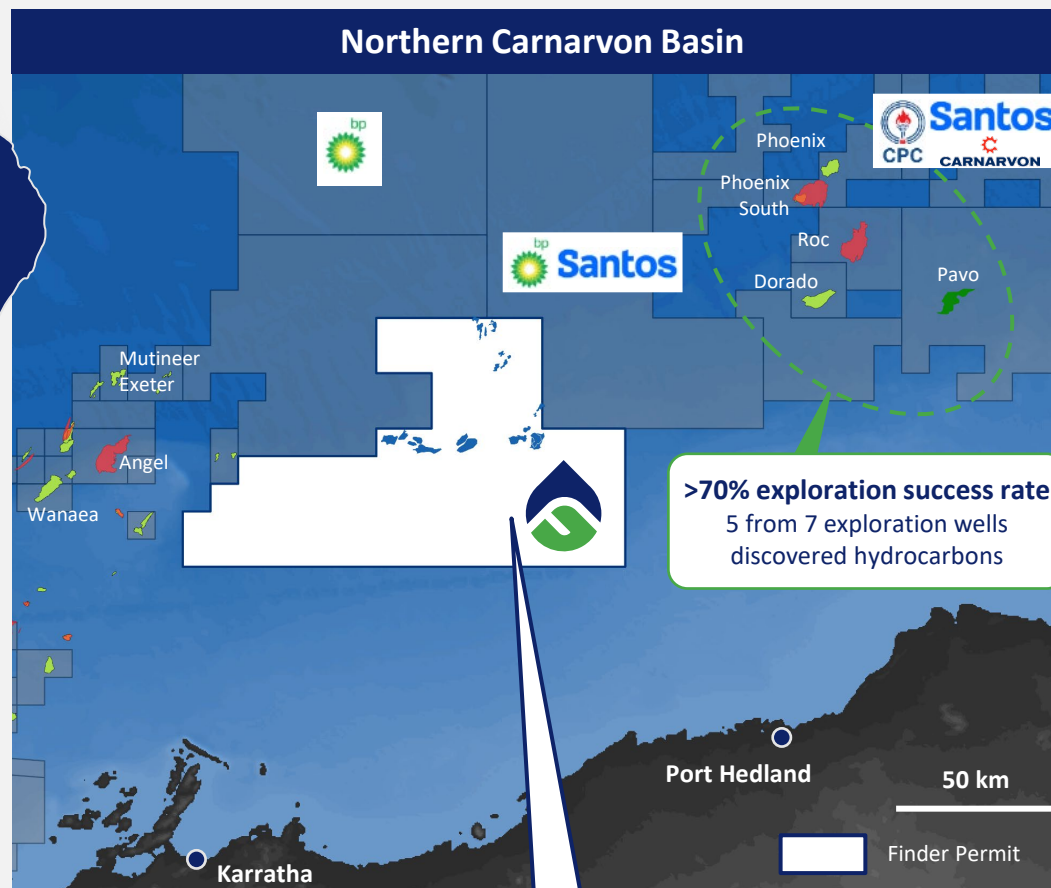 Northern Carnarvon Basin
bp
Santos
CPC
CARNARVON
Phoenix
Phoenix
South
Roc
bp
Santos
Dorado
Pavo
Mutineer
Exeter
Angel
Wanaea
>70% exploration success rate
5 from 7 exploration wells
discovered hydrocarbons
Port Hedland
50 km
Finder Permit
Karratha